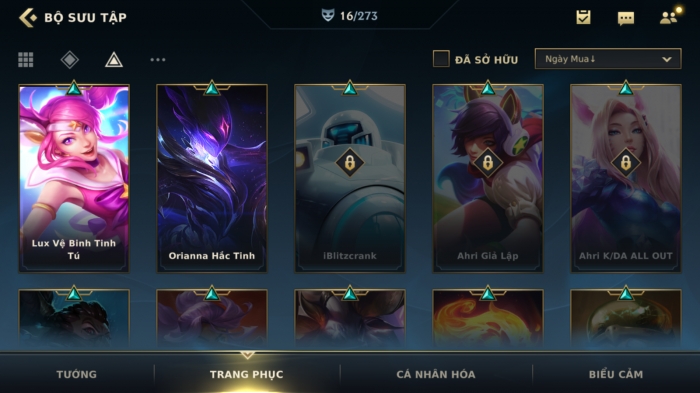 BỘ SƯU TẬP
16/273
ĐÃ SỞ HỮU
Ngày Mua↓
Lux Vệ Binh Tinh
Tú
Orianna Hắc Tinh
iBlitzcrank
Ahri Giả Lập
Ahri K/DA ALL OUT
TƯỚNG
TRANG PHỤC
CÁ NHÂN HÓA
BIỂU CẢM